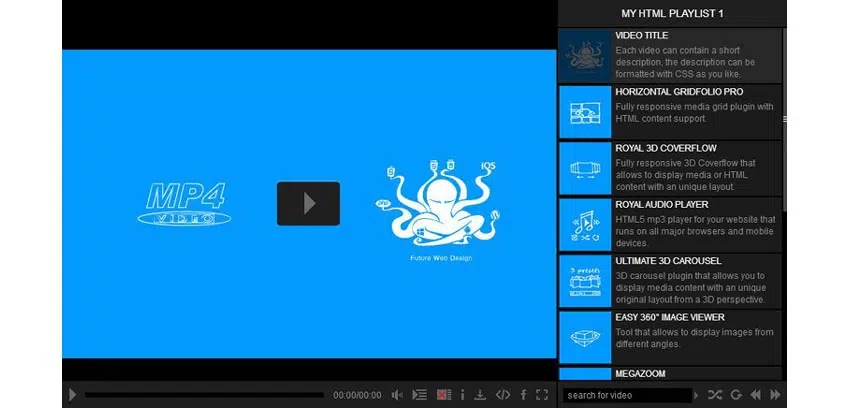 MY HTML PLAYLIST 1
MP4
VIDEO
iOS
Future Web Design
VIDEO TITLE
Each video can contain a short
description, the description can be
formatted with CSS as you like.
HORIZONTAL GRIDFOLIO PRO
Fully responsive media grid plugin with
HTML content support.
ROYAL 3D COVERFLOW
Fully responsive 3D Coverflow that
allows to display media or HTML
content with an unique layout.
ROYAL AUDIO PLAYER
HTML5 mp3 player for your website that
runs on all major browsers and mobile
devices.
3 presets
ULTIMATE 3D CAROUSEL
3D carousel plugin that allows you to
display media content with an unique
original layout from a 3D perspective.
EASY 360° IMAGE VIEWER
Tool that allows to display images from
different angles.
MEGAZOOM
00:00/00:00
search for video